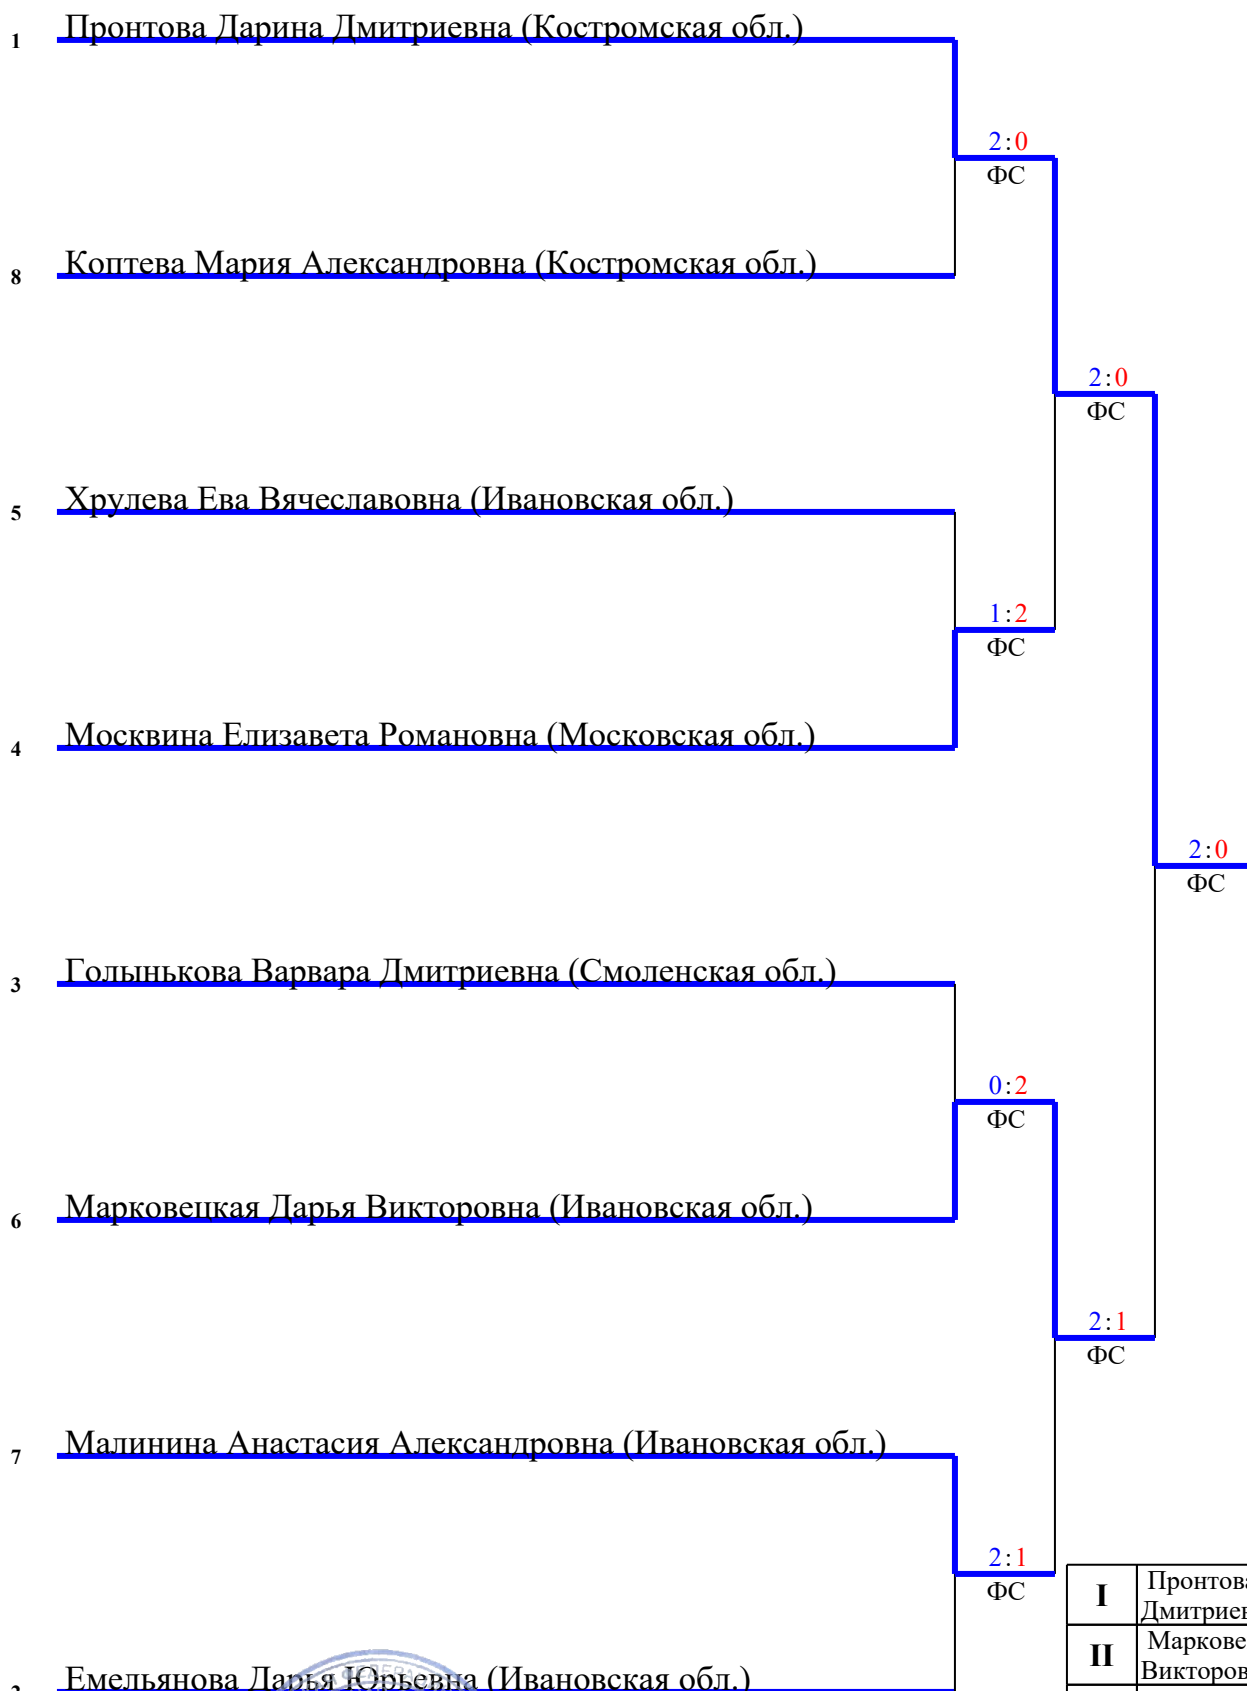 1 Пронтова Дарина Дмитриевна (Костромская обл.)
2:0
ФС
8 Коптева Мария Александровна (Костромская обл.)
2:0
ФС
5 Хрулева Ева Вячеславовна (Ивановская обл.)
1:2
ФС
4 Москвина Елизавета Романовна (Московская обл.)
2:0
ФС
3 Голынькова Варвара Дмитриевна (Смоленская обл.)
0:2
ФС
6 Марковецкая Дарья Викторовна (Ивановская обл.)
2:1
ФС
7 Малинина Анастасия Александровна (Ивановская обл.)
2:1
ФС
I Пронтова
Дмитриев
II Маркове
Викторов
Емельянова Дарья Юрьевна (Ивановская обл.)